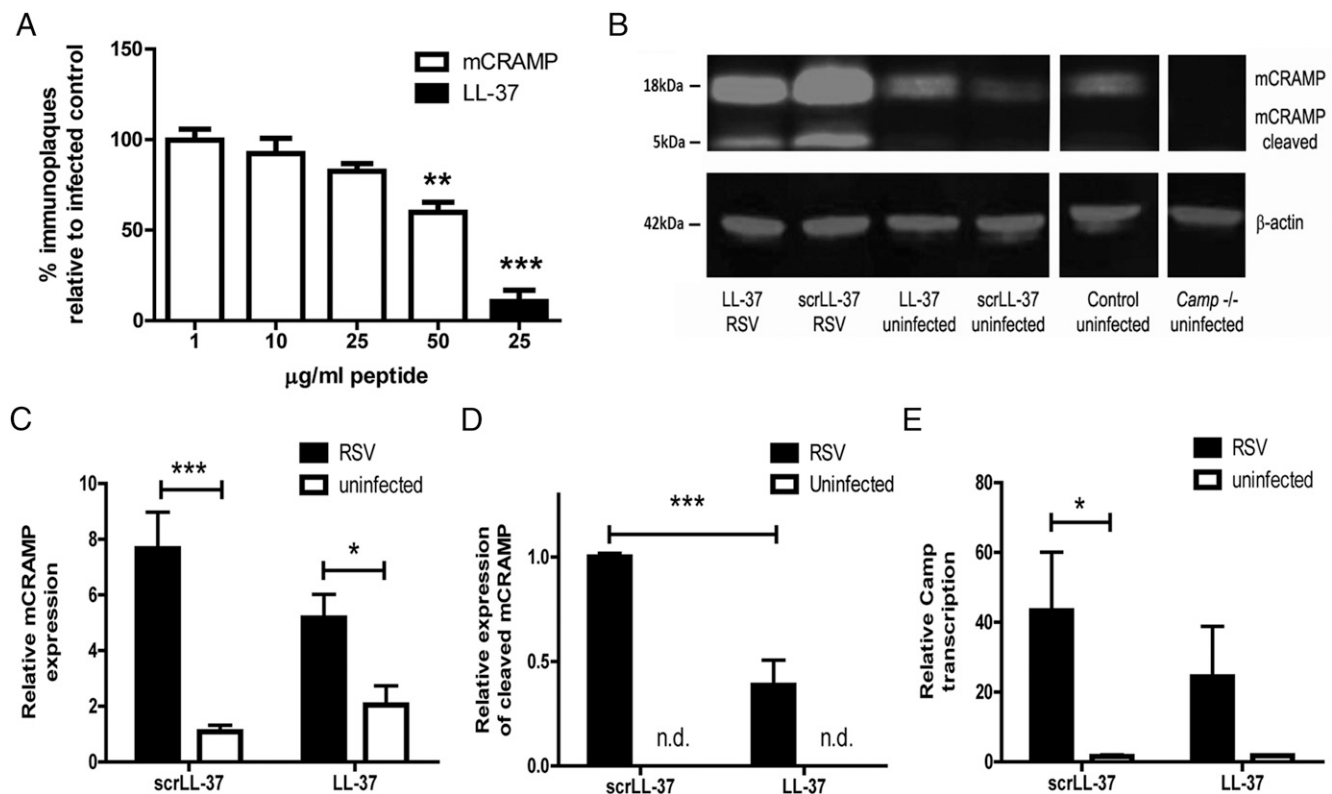 A
150
100
50
0
% immunoplaques
relative to infected control
mCRAMP
LL-37
**
***
1 10 25 50 25
μg/ml peptide
B
18kDa
5kDa
42kDa
mCRAMP
mCRAMP
cleaved
β-actin
LL-37
RSV
scrLL-37
RSV
LL-37
uninfected
scrLL-37
uninfected
Control
uninfected
Camp -/-
uninfected
C
RSV
uninfected
10
8
6
4
2
0
Relative mCRAMP
expression
***
*
scrLL-37 LL-37
D
RSV
Uninfected
1.0
0.5
0.0
Relative expression
of cleaved mCRAMP
***
n.d. n.d.
scrLL-37 LL-37
E
RSV
uninfected
80
60
40
20
0
Relative Camp
transcription
*
scrLL-37 LL-37